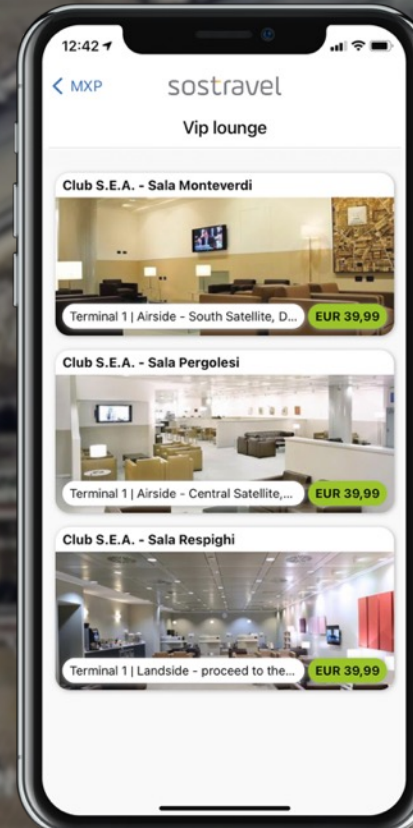 12:42
MXP
sostravel
Vip lounge
Club S.E.A. - Sala Monteverdi
Terminal 1 | Airside - South Satellite, D...
EUR 39,99
Club S.E.A. - Sala Pergolesi
Terminal 1 | Airside - Central Satellite,...
EUR 39,99
Club S.E.A. - Sala Respighi
Terminal 1 | Landside - proceed to the...
EUR 39,99